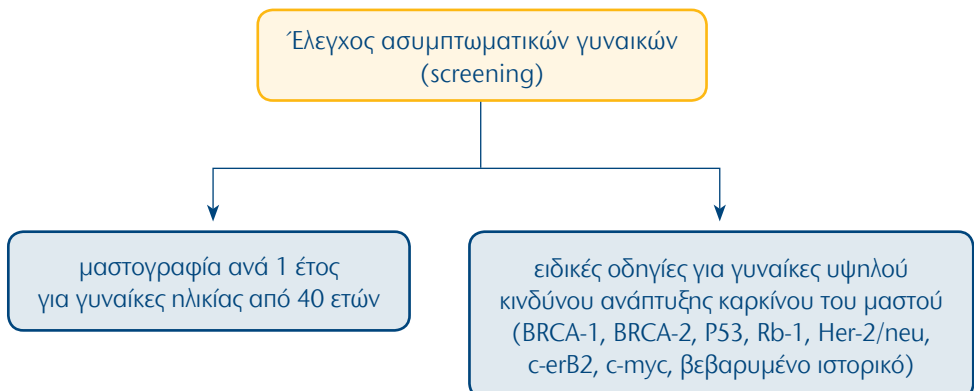 Έλεγχος ασυμπτωματικών γυναικών
(screening)
μαστογραφία ανά 1 έτος
για γυναίκες ηλικίας από 40 ετών
ειδικές οδηγίες για γυναίκες υψηλού
κινδύνου ανάπτυξης καρκίνου του μαστού
(BRCA-1, BRCA-2, P53, Rb-1, Her-2/neu,
c-erB2, c-myc, βεβαρυμένο ιστορικό)